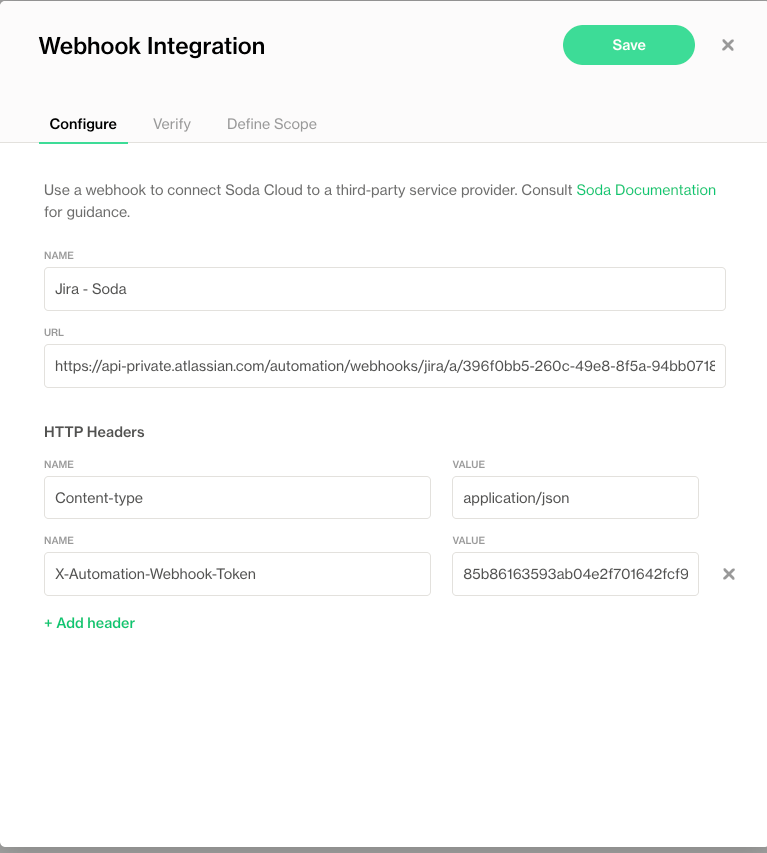 Webhook Integration
Save
Configure
Verify
Define Scope
Use a webhook to connect Soda Cloud to a third-party service provider. Consult Soda Documentation
for guidance.
NAME
Jira - Soda
URL
https://api-private.atlassian.com/automation/webhooks/jira/a/396f0bb5-260c-49e8-8f5a-94bb0718
HTTP Headers
NAME
VALUE
Content-type
application/json
NAME
VALUE
X-Automation-Webhook-Token
85b86163593ab04e2f701642fcf9
+ Add header